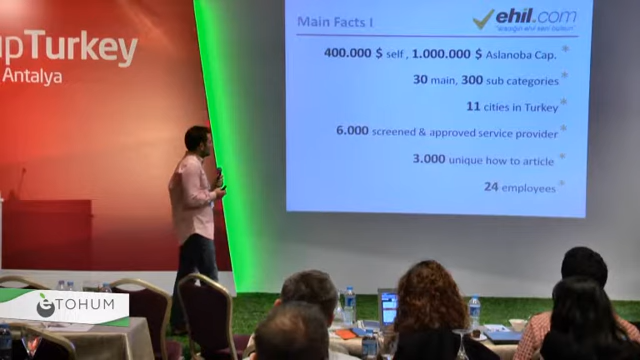 upTurkey
Antalya
Main Facts I
ehil.com
400.000 $ self , 1.000.000 $ Aslanoba Cap. *
30 main, 300 sub categories *
11 cities in Turkey *
6.000 screened & approved service provider *
3.000 unique how to article *
24 employees *
eTOHUM